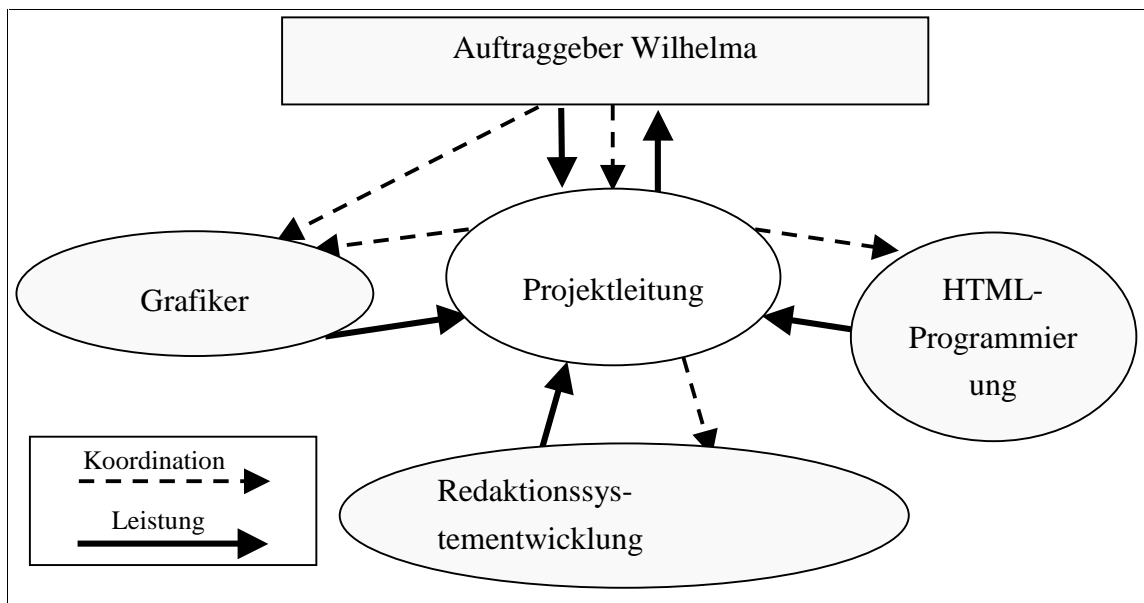 Auftraggeber Wilhelma
Grafiker
Projektleitung
HTML-
Programmier
ung
Redaktionssys-
tementwicklung
Koordination
Leistung